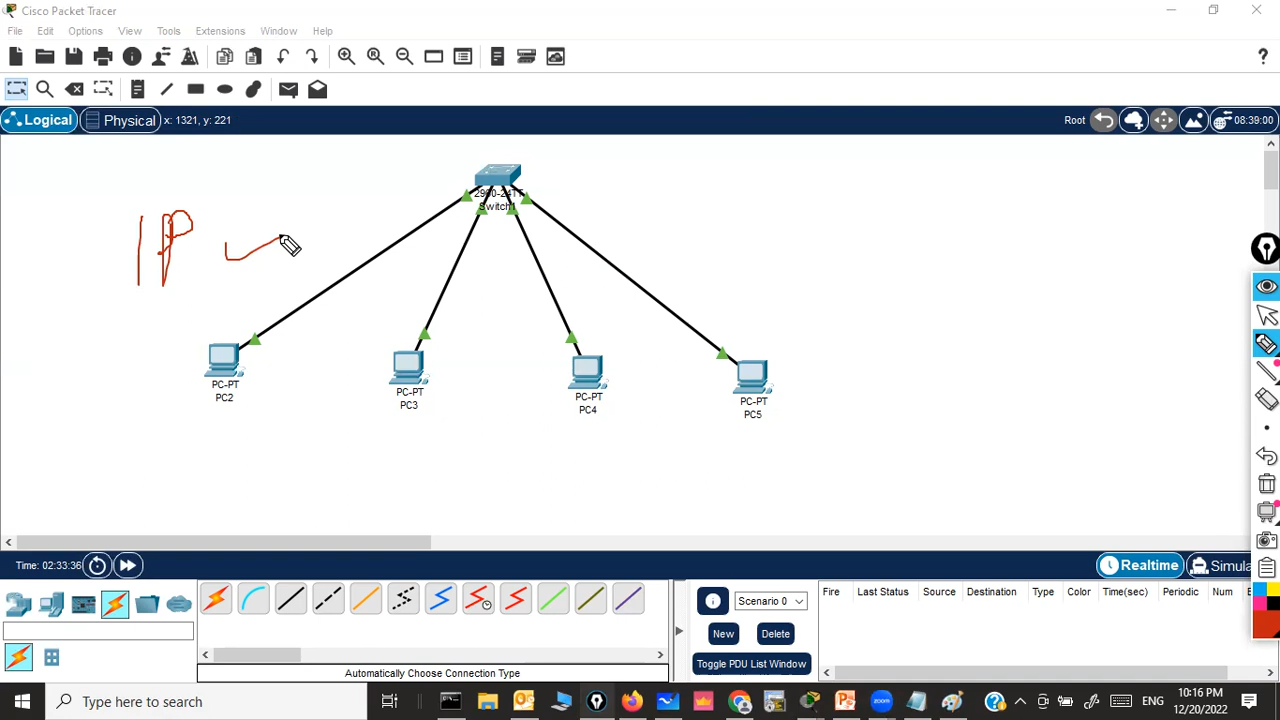 Cisco Packet Tracer
File Edit Options View Tools Extensions Window Help
Logical Physical x: 1321, y: 221 Root 08:39:00
2960-24TT
Switch1
IP
PC-PT
PC2
PC-PT
PC3
PC-PT
PC4
PC-PT
PC5
Time: 02:33:36 Realtime Simula
Scenario 0
New Delete
Toggle PDU List Window
Fire Last Status Source Destination Type Color Time(sec) Periodic Num
Automatically Choose Connection Type
Type here to search
ENG
10:16 PM
12/20/2022